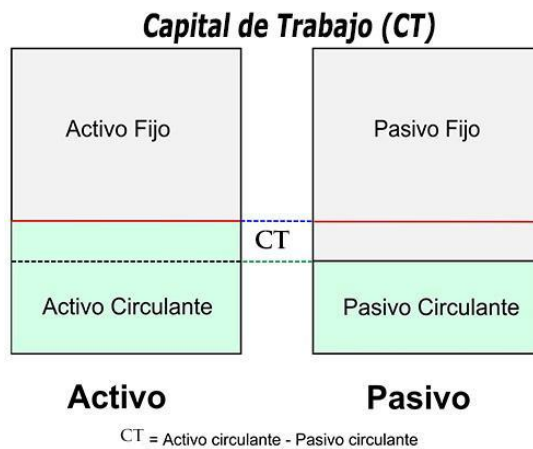 Capital de Trabajo (CT)
Activo Fijo
Pasivo Fijo
CT
Activo Circulante
Pasivo Circulante
Activo
Pasivo
CT = Activo circulante - Pasivo circulante